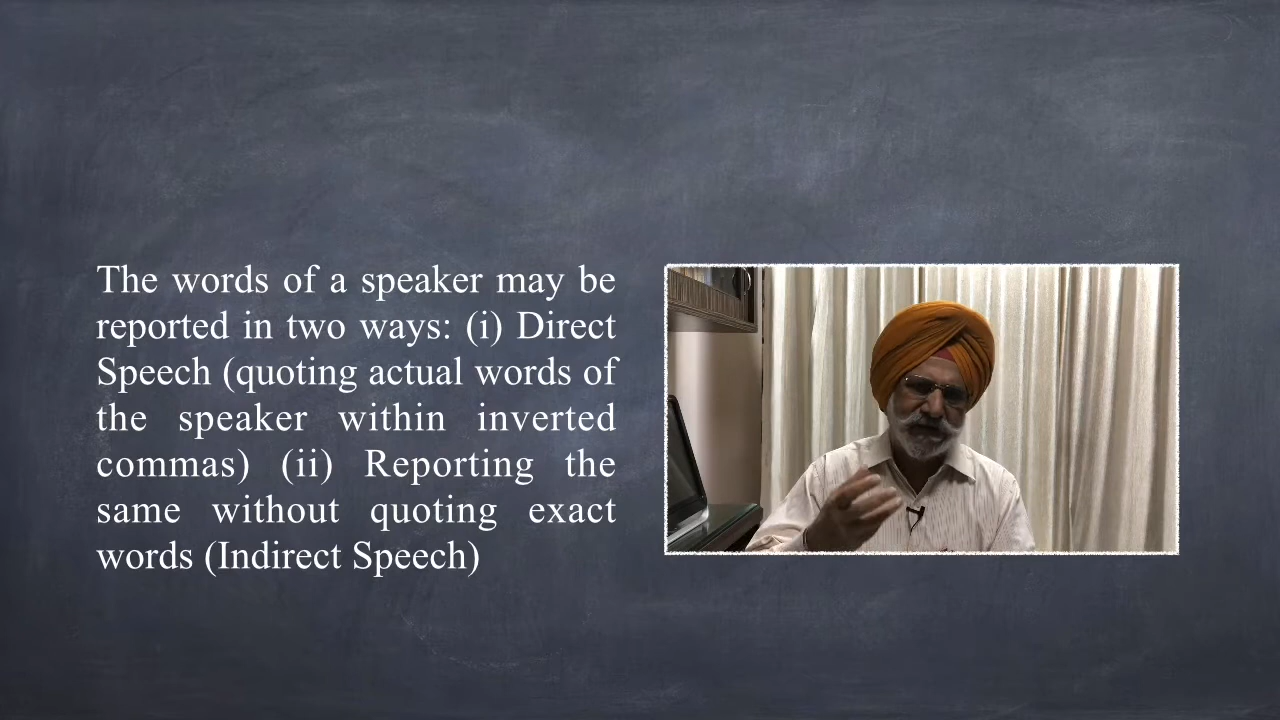 The words of a speaker may be
reported in two ways: (i) Direct
Speech (quoting actual words of
the speaker within inverted
commas) (ii) Reporting the
same without quoting exact
words (Indirect Speech)